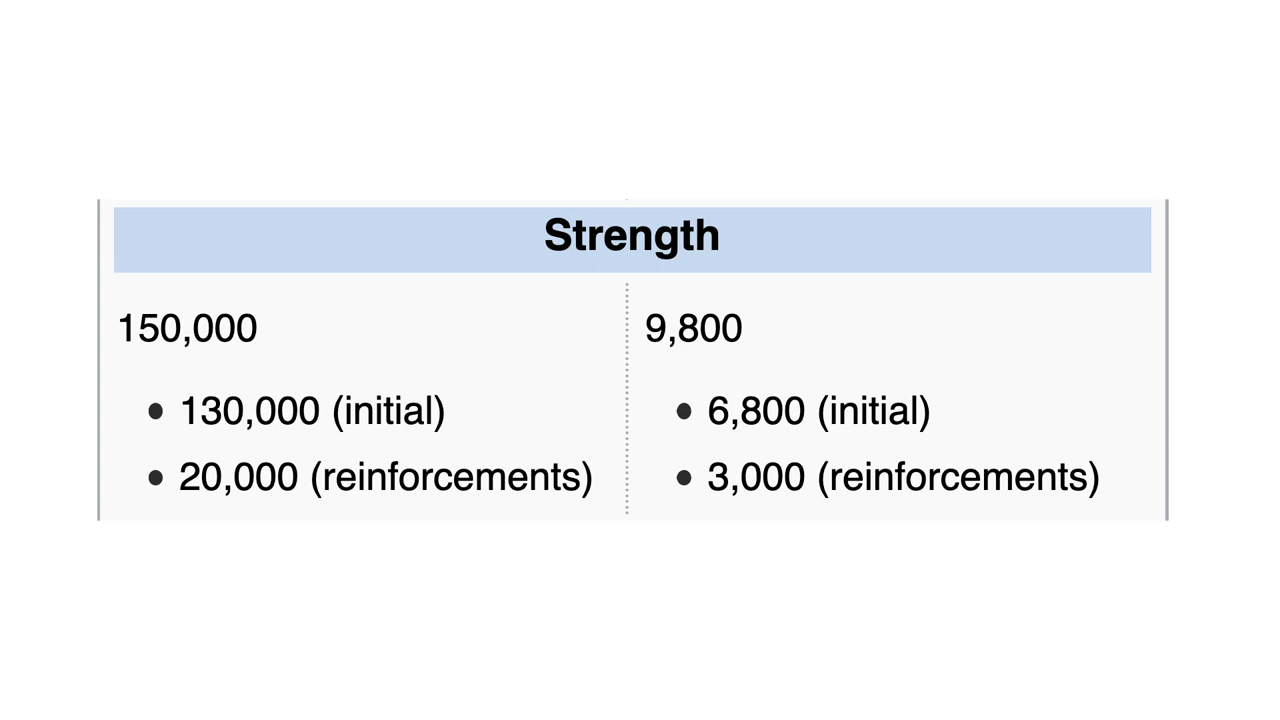 Strength
150,000
• 130,000 (initial)
• 20,000 (reinforcements)
9,800
• 6,800 (initial)
• 3,000 (reinforcements)